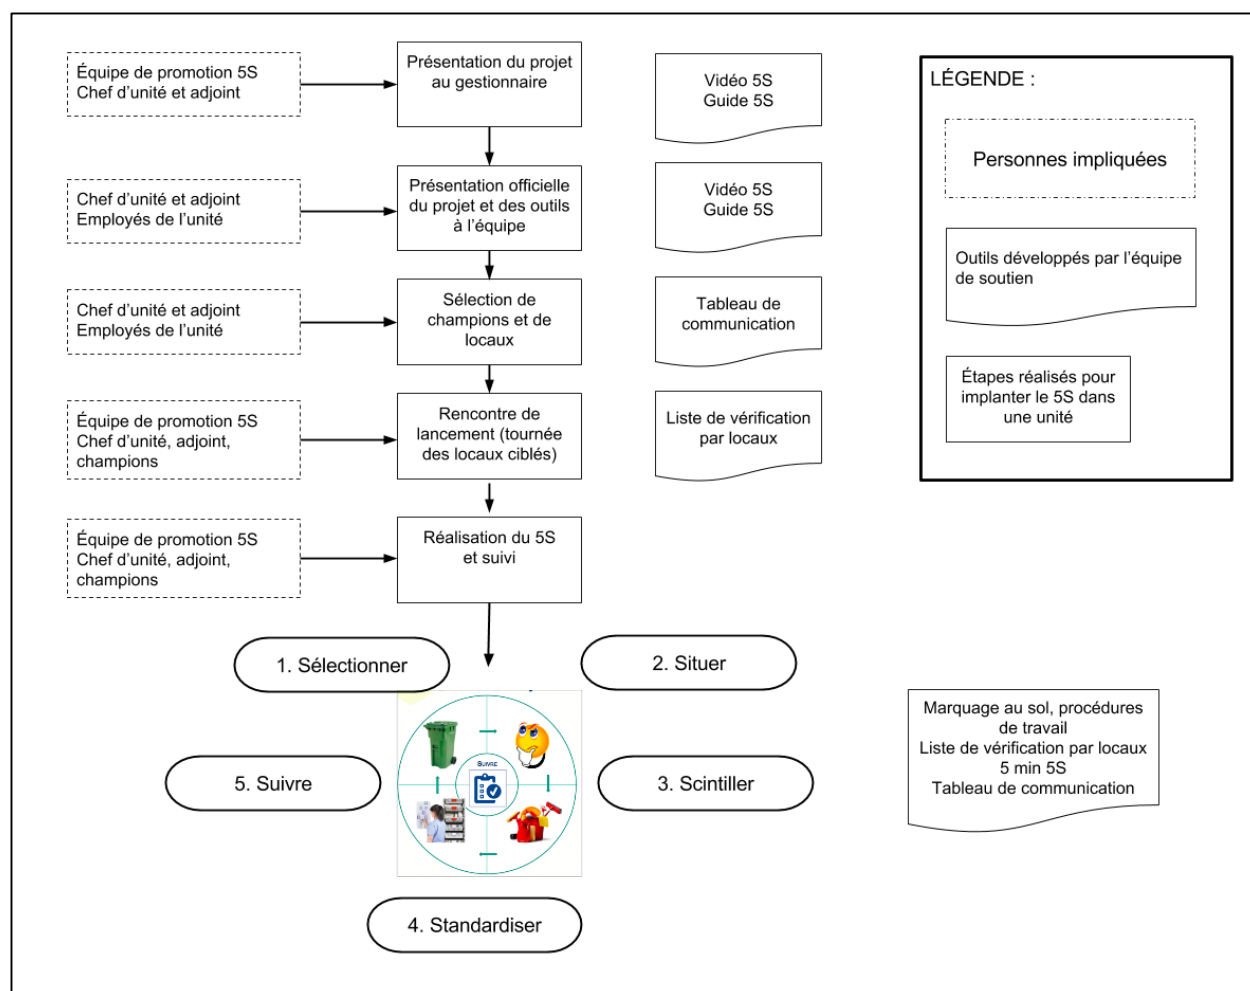 Équipe de promotion 5S
Chef d’unité et adjoint
Présentation du projet
au gestionnaire
Vidéo 5S
Guide 5S
Chef d’unité et adjoint
Employés de l’unité
Présentation officielle
du projet et des outils
à l’équipe
Vidéo 5S
Guide 5S
Chef d’unité et adjoint
Employés de l’unité
Sélection de
champions et de
locaux
Tableau de
communication
Équipe de promotion 5S
Chef d’unité, adjoint,
champions
Rencontre de
lancement (tournée
des locaux ciblés)
Liste de vérification
par locaux
Équipe de promotion 5S
Chef d’unité, adjoint,
champions
Réalisation du 5S
et suivi
1. Sélectionner
2. Situer
5. Suivre
SUIVRE
3. Scintiller
4. Standardiser
Marquage au sol, procédures
de travail
Liste de vérification par locaux
5 min 5S
Tableau de communication
LÉGENDE :
Personnes impliquées
Outils développés par l’équipe
de soutien
Étapes réalisés pour
implanter le 5S dans
une unité